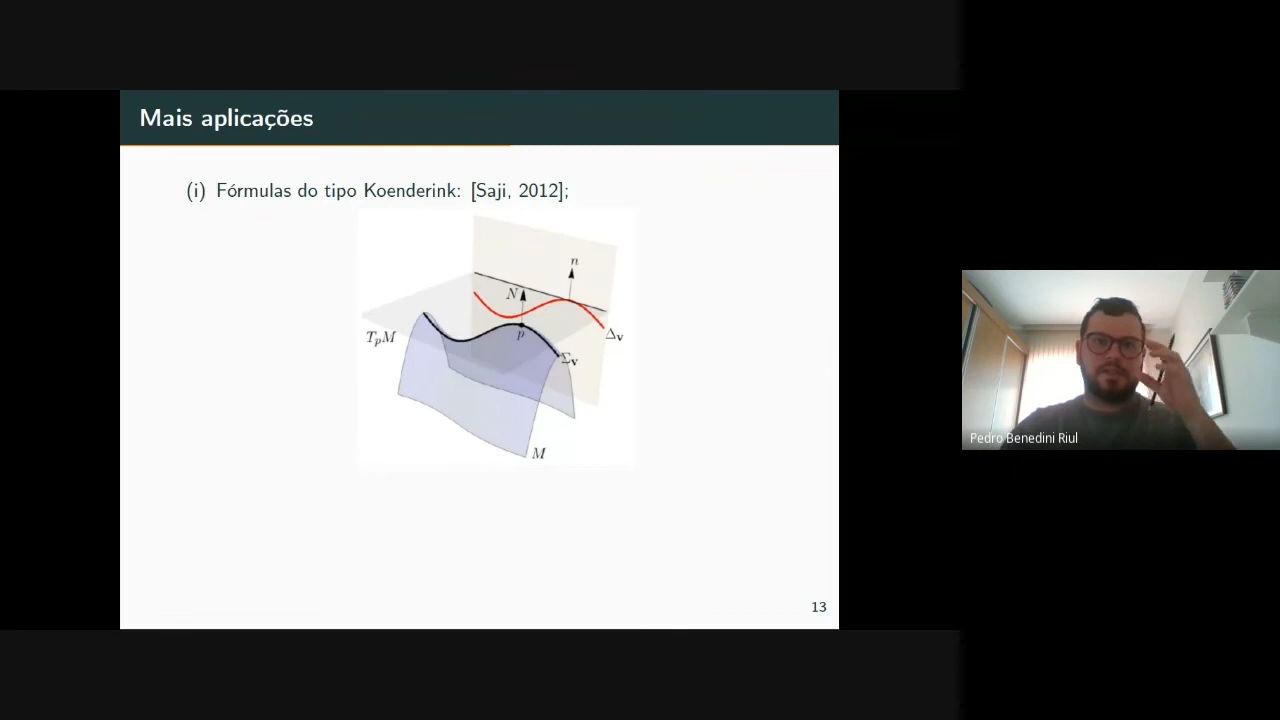 Mais aplicações
(i) Fórmulas do tipo Koenderink: [Saji, 2012];
n
N
T_pM
p
Δ_v
Σ_v
M
Pedro Benedini Riul
13